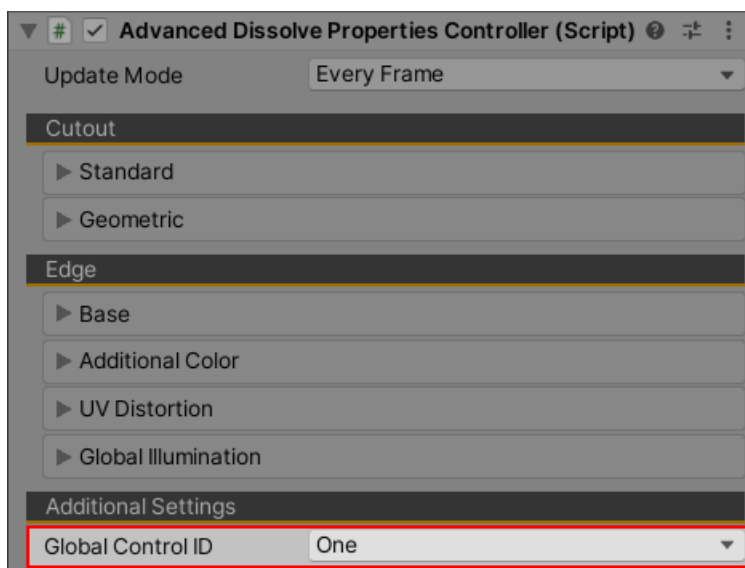 # Advanced Dissolve Properties Controller (Script)
Update Mode Every Frame
Cutout
Standard
Geometric
Edge
Base
Additional Color
UV Distortion
Global Illumination
Additional Settings
Global Control ID One